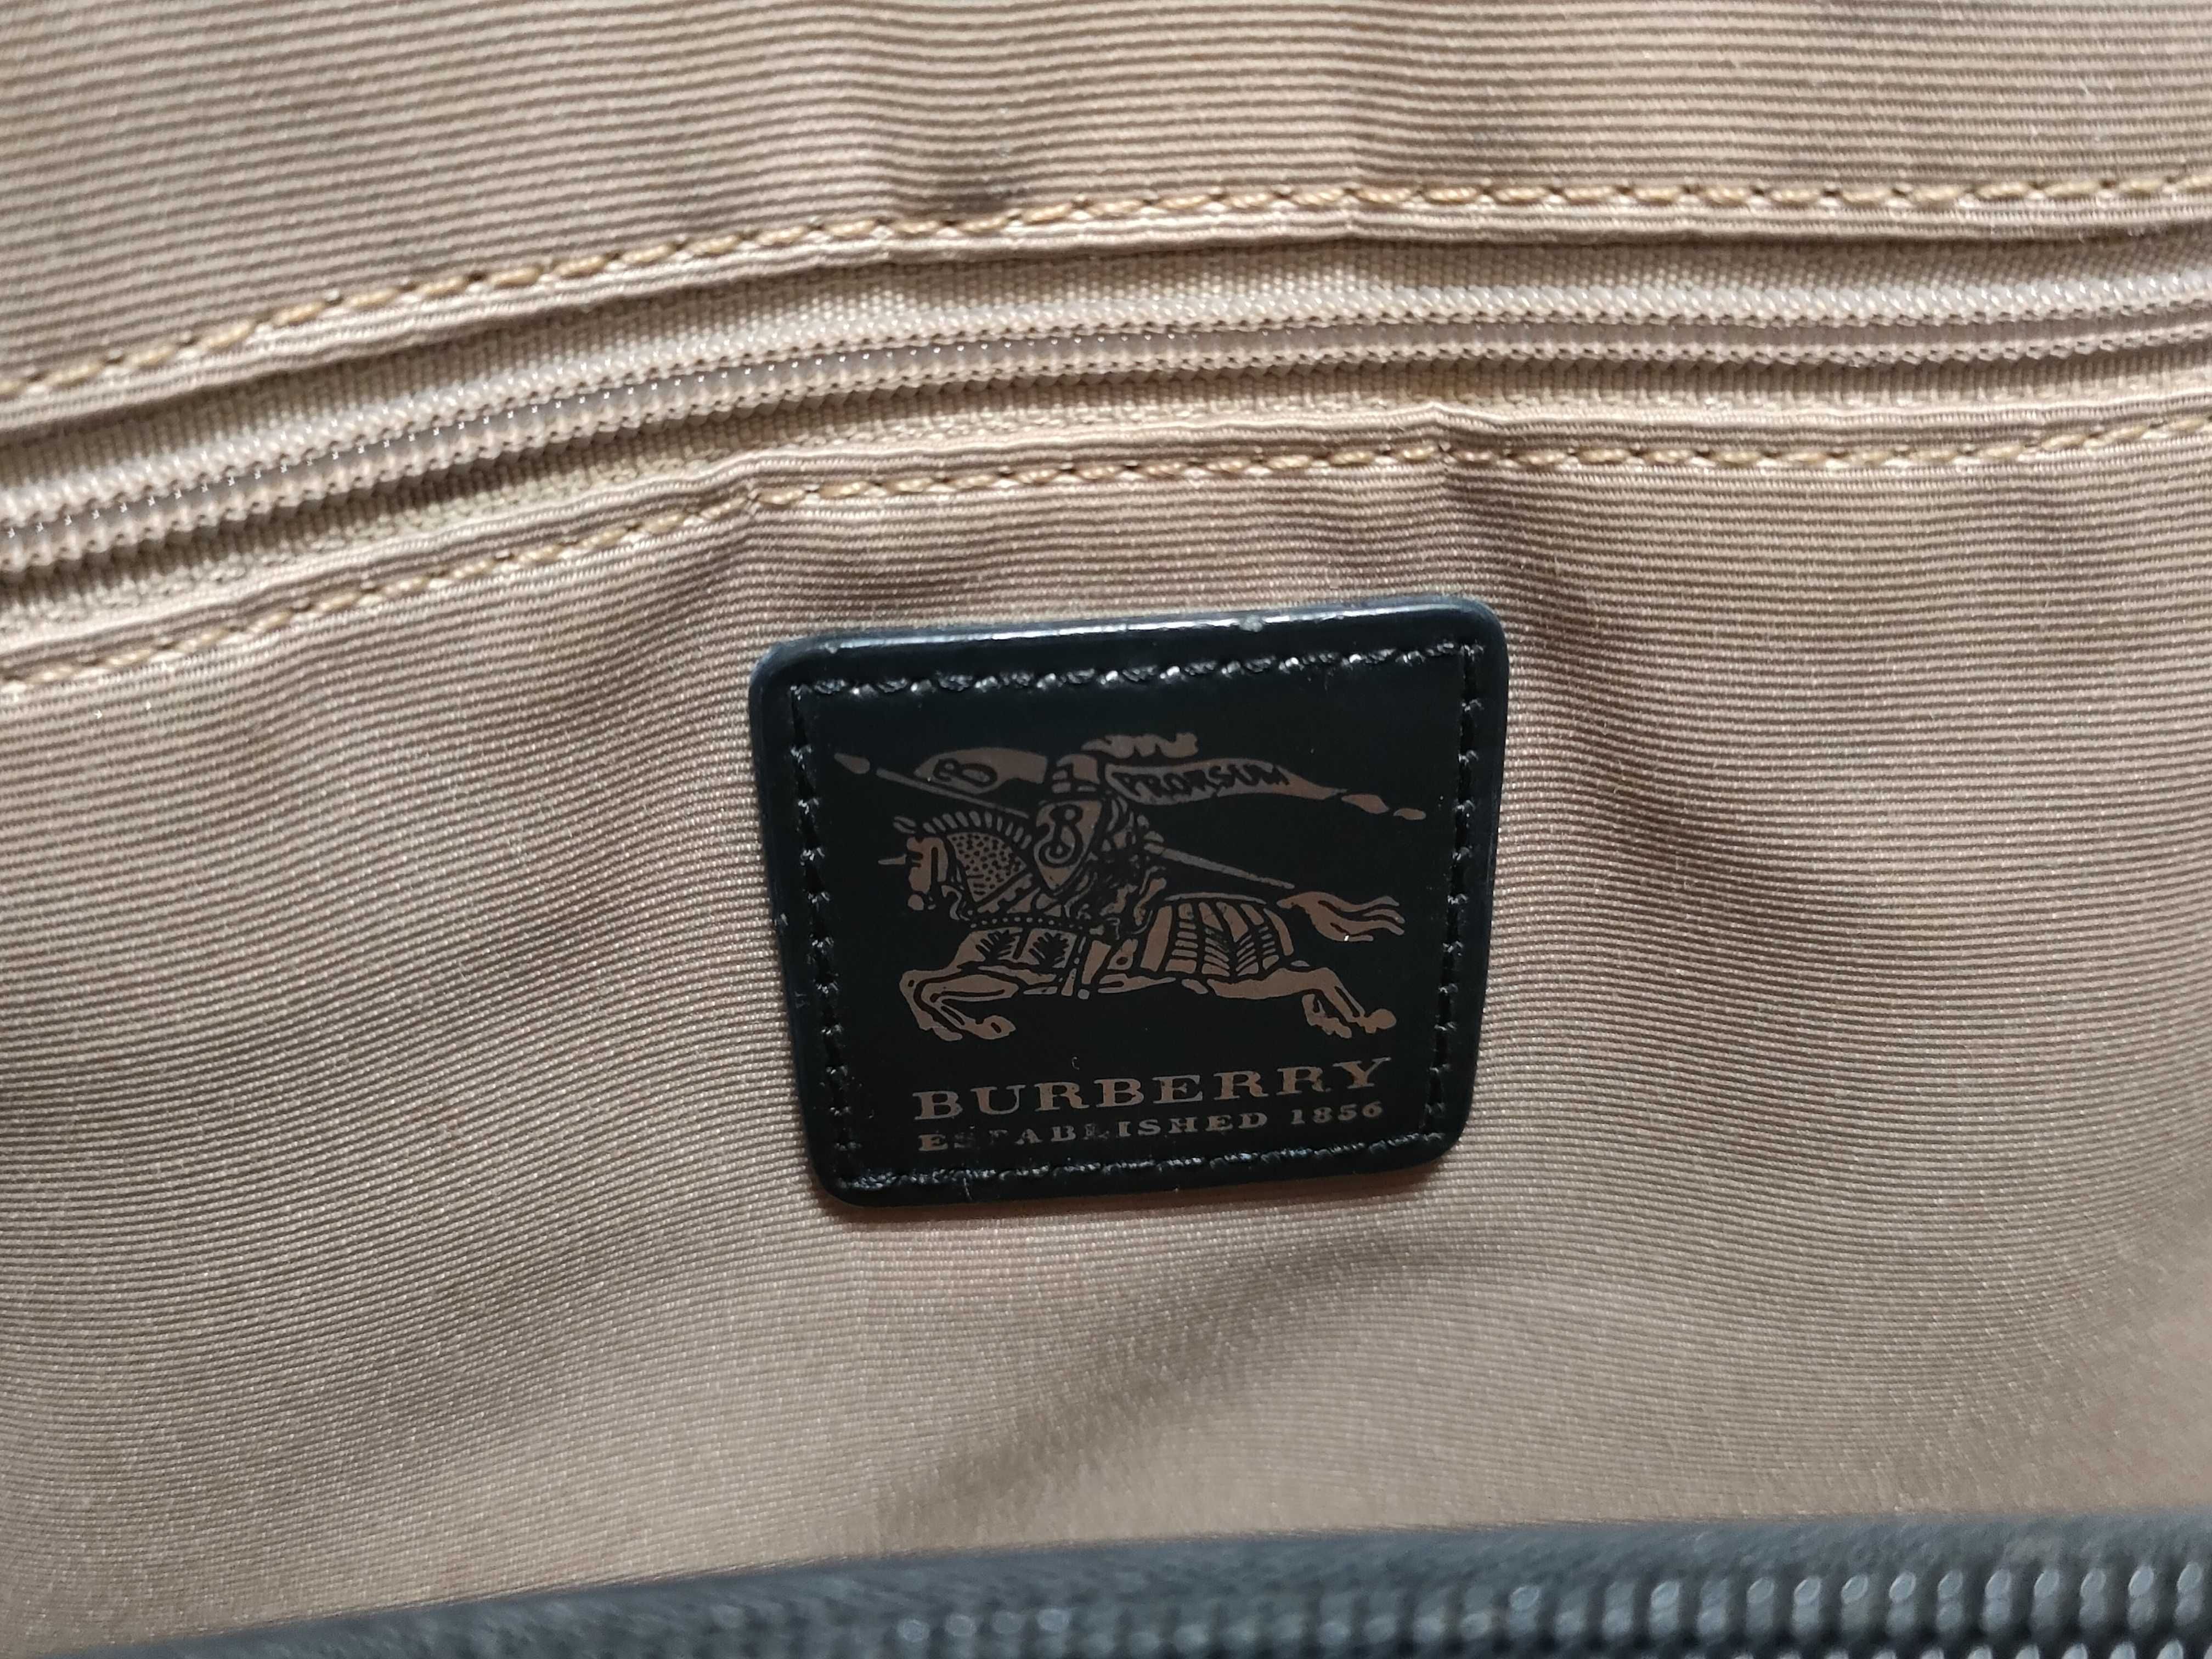 B
PRORSUM
B
BURBERRY
ESTABLISHED 1856